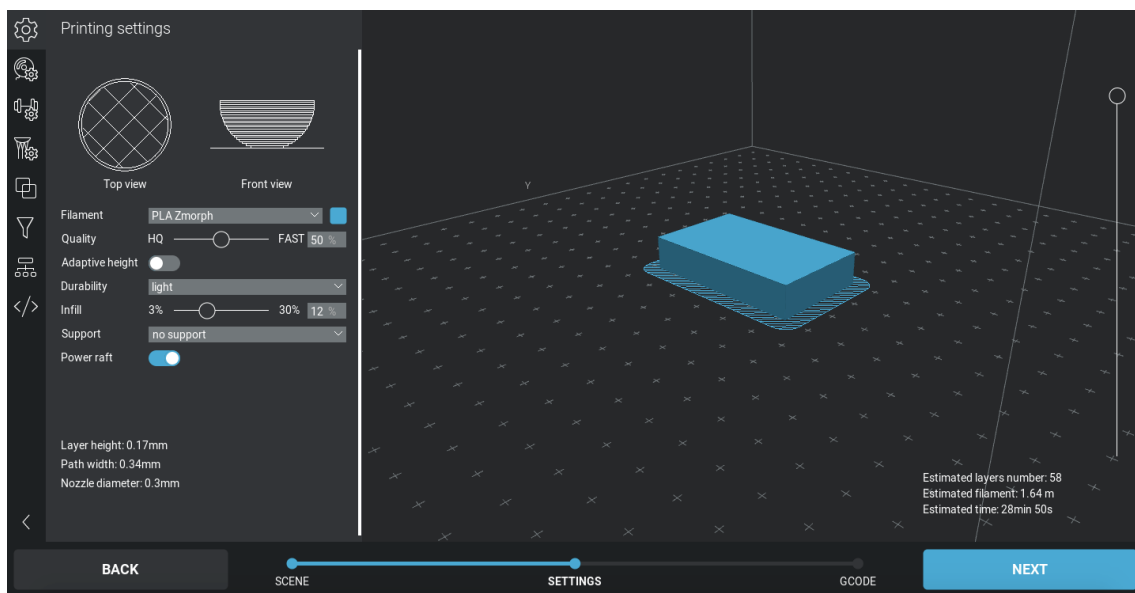 Printing settings
Top view
Front view
Filament PLA Zmorph
Quality HQ FAST 50 %
Adaptive height
Durability light
Infill 3% 30% 12 %
Support no support
Power raft
Layer height: 0.17mm
Path width: 0.34mm
Nozzle diameter: 0.3mm
Y
Estimated layers number: 58
Estimated filament: 1.64 m
Estimated time: 28min 50s
BACK
SCENE
SETTINGS
GCODE
NEXT